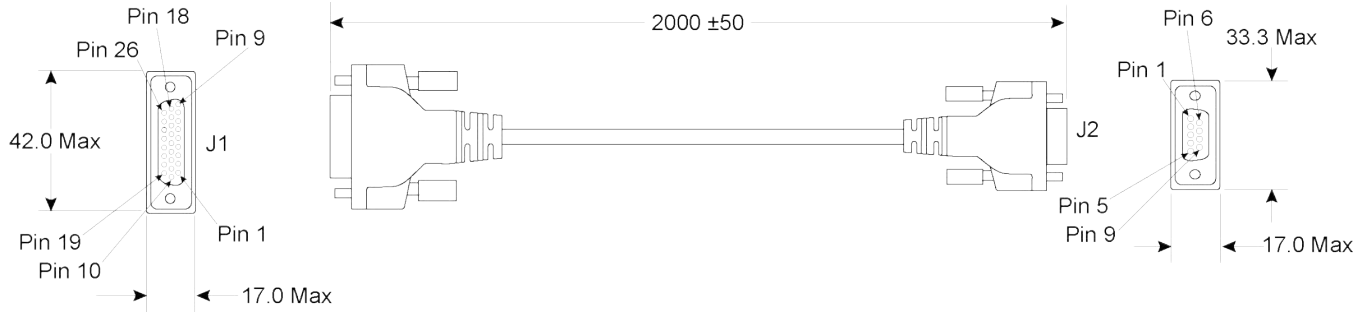 Pin 18
Pin 9
Pin 26
42.0 Max
J1
Pin 19
Pin 1
Pin 10
17.0 Max
2000 ±50
J2
Pin 6
33.3 Max
Pin 1
Pin 5
Pin 9
17.0 Max